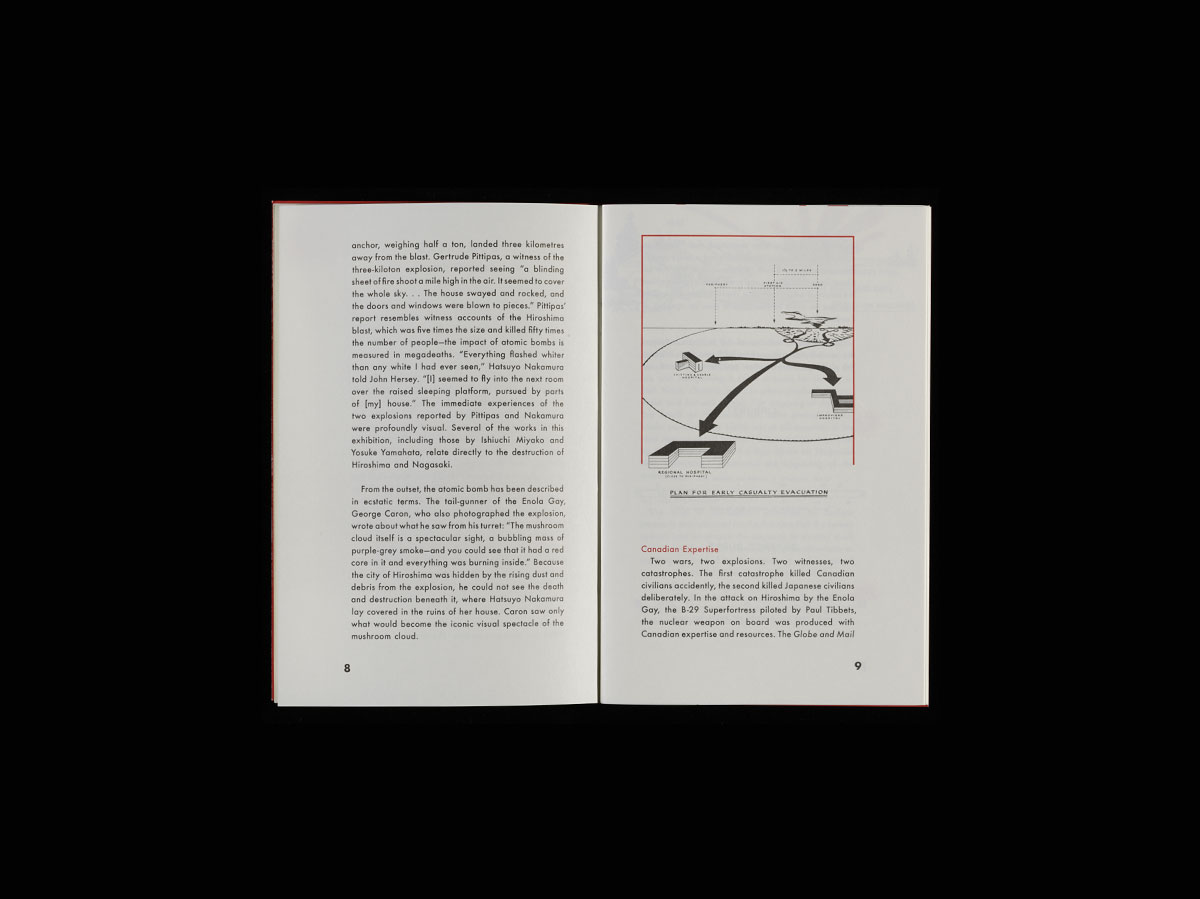 anchor, weighing half a ton, landed three kilometres
away from the blast. Gertrude Pittipas, a witness of the
three-kiloton explosion, reported seeing “a blinding
sheet of fire shoot a mile high in the air. It seemed to cover
the whole sky. . . The house swayed and rocked, and
the doors and windows were blown to pieces.” Pittipas’
report resembles witness accounts of the Hiroshima
blast, which was five times the size and killed fifty times
the number of people—the impact of atomic bombs is
measured in megadeaths. “Everything flashed whiter
than any white I had ever seen,” Hatsuyo Nakamura
told John Hersey. “[I] seemed to fly into the next room
over the raised sleeping platform, pursued by parts
of [my] house.” The immediate experiences of the
two explosions reported by Pittipas and Nakamura
were profoundly visual. Several of the works in this
exhibition, including those by Ishiuchi Miyako and
Yosuke Yamahata, relate directly to the destruction of
Hiroshima and Nagasaki.
From the outset, the atomic bomb has been described
in ecstatic terms. The tail-gunner of the Enola Gay,
George Caron, who also photographed the explosion,
wrote about what he saw from his turret: “The mushroom
cloud itself is a spectacular sight, a bubbling mass of
purple-grey smoke—and you could see that it had a red
core in it and everything was burning inside.” Because
the city of Hiroshima was hidden by the rising dust and
debris from the explosion, he could not see the death
and destruction beneath it, where Hatsuyo Nakamura
lay covered in the ruins of her house. Caron saw only
what would become the iconic visual spectacle of the
mushroom cloud.
8
FIRST AID
STATION
HOSPITAL
IMPROVISED
HOSPITAL
REGIONAL HOSPITAL
PLAN FOR EARLY CASUALTY EVACUATION
Canadian Expertise
Two wars, two explosions. Two witnesses, two
catastrophes. The first catastrophe killed Canadian
civilians accidently, the second killed Japanese civilians
deliberately. In the attack on Hiroshima by the Enola
Gay, the B-29 Superfortress piloted by Paul Tibbets,
the nuclear weapon on board was produced with
Canadian expertise and resources. The Globe and Mail
9